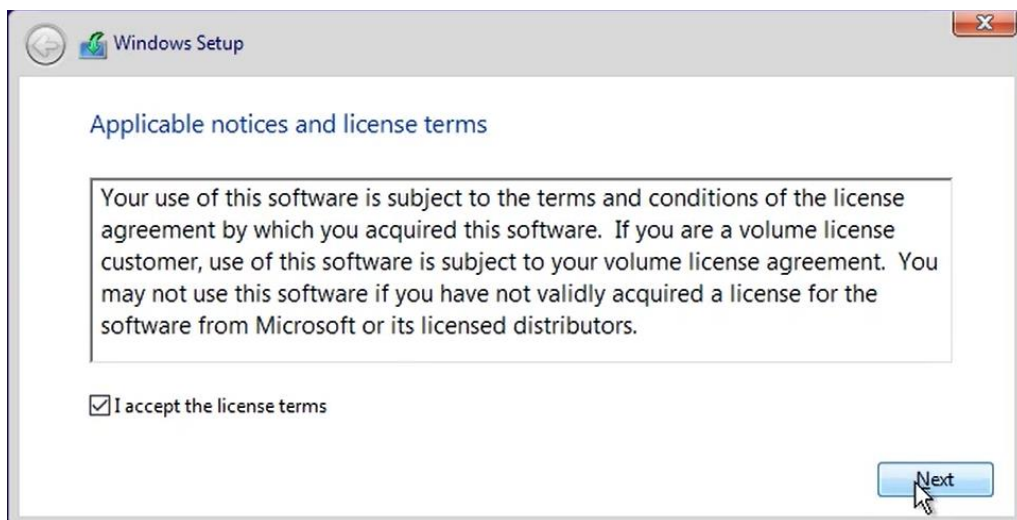 Windows Setup
Applicable notices and license terms
Your use of this software is subject to the terms and conditions of the license
agreement by which you acquired this software.  If you are a volume license
customer, use of this software is subject to your volume license agreement.  You
may not use this software if you have not validly acquired a license for the
software from Microsoft or its licensed distributors.
I accept the license terms
Next